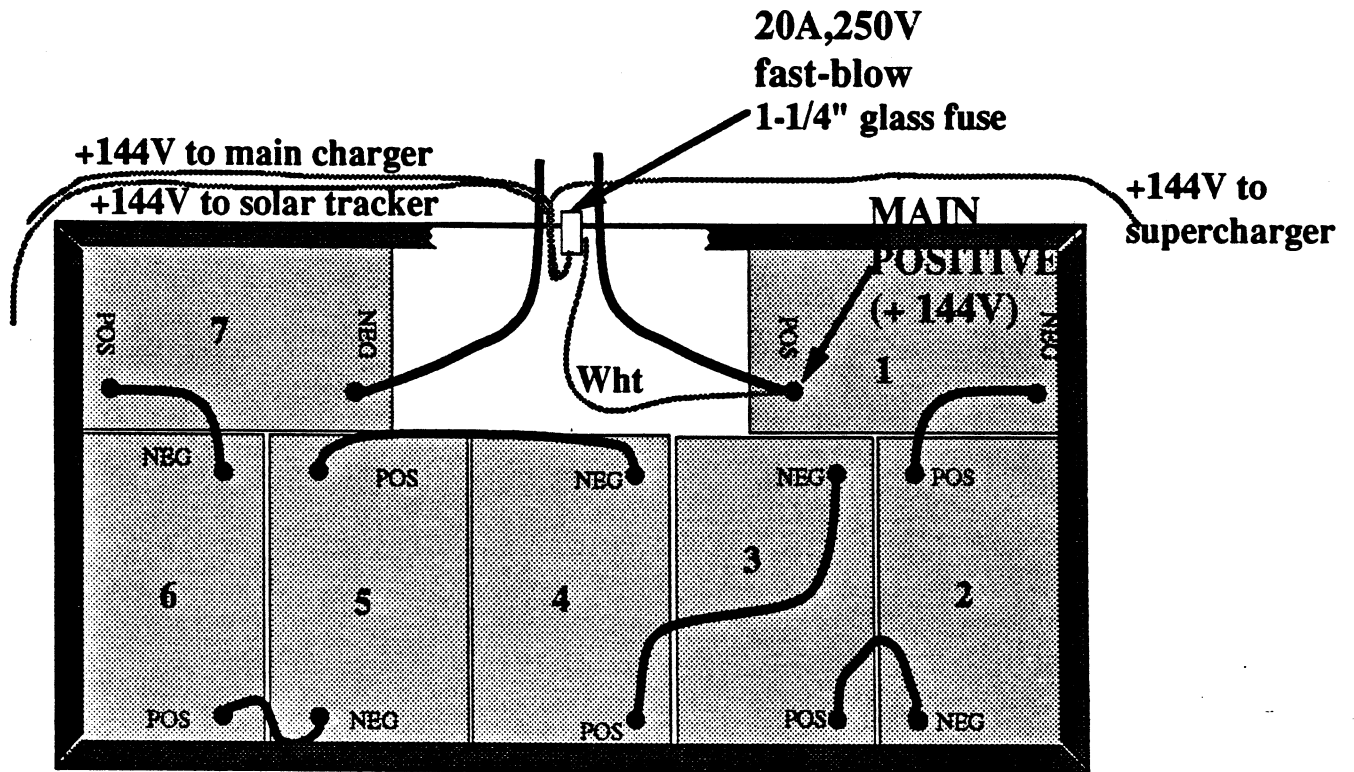 20A,250V
fast-blow
1-1/4" glass fuse
+144V to main charger
+144V to solar tracker
+144V to
supercharger
MAIN
POSITIVE
(+ 144V)
POS
7
NEG
POS
1
NEG
Wht
NEG
POS
NEG
NEG
POS
6
5
4
3
2
POS
NEG
POS
POS
NEG